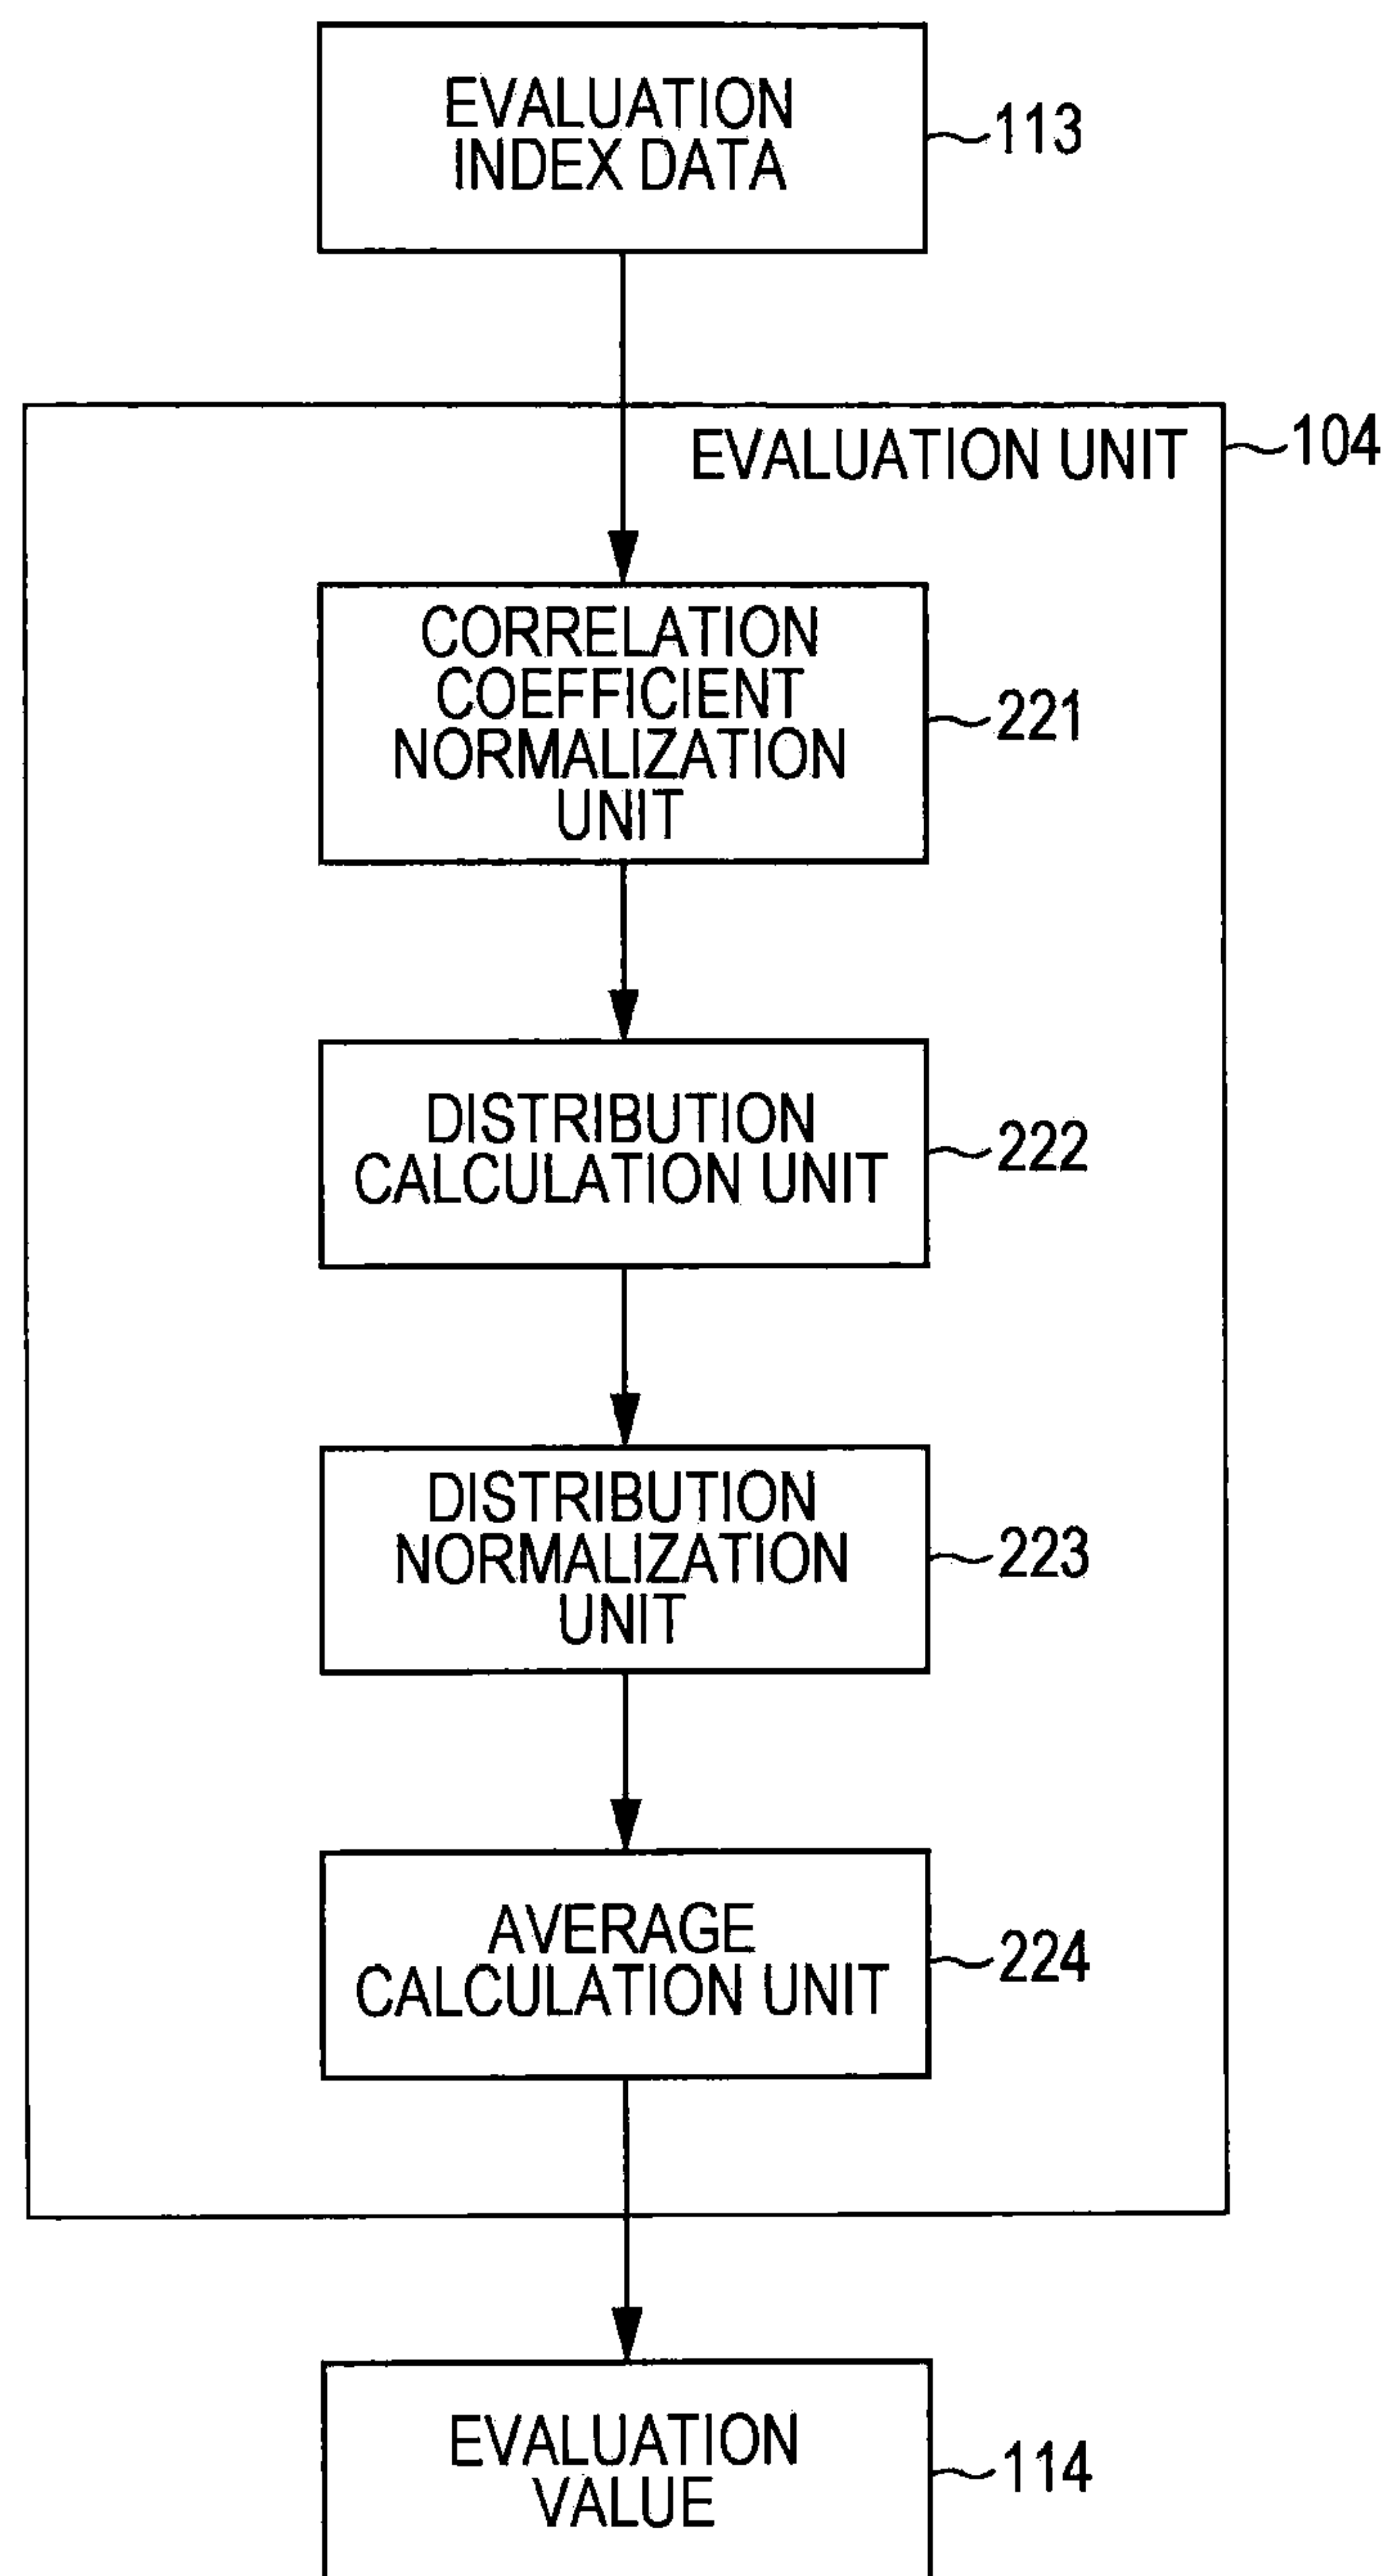 EVALUATION
INDEX DATA
113
EVALUATION UNIT
104
CORRELATION
COEFFICIENT
NORMALIZATION
UNIT
221
DISTRIBUTION
CALCULATION UNIT
222
DISTRIBUTION
NORMALIZATION
UNIT
223
AVERAGE
CALCULATION UNIT
224
EVALUATION
VALUE
114